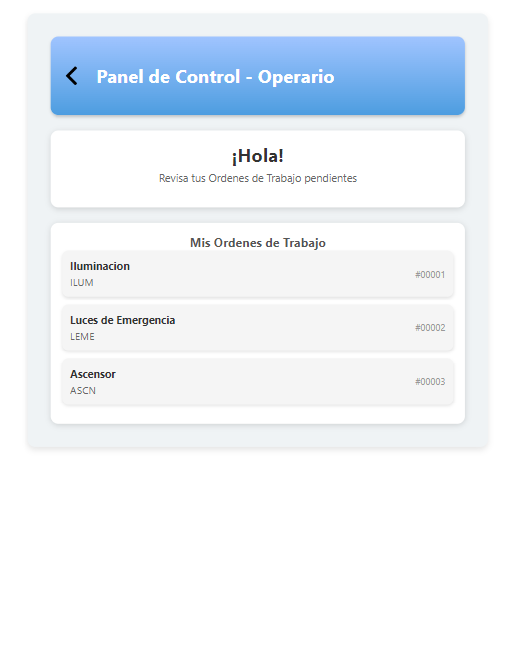 Panel de Control - Operario
¡Hola!
Revisa tus Ordenes de Trabajo pendientes
Mis Ordenes de Trabajo
Iluminacion
ILUM
#00001
Luces de Emergencia
LEME
#00002
Ascensor
ASCN
#00003